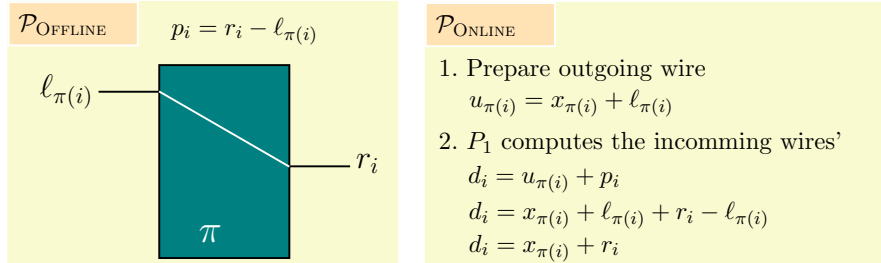 𝒫_OFFLINE
p_i = r_i − ℓ_π(i)
ℓ_π(i)
r_i
π
𝒫_ONLINE
1. Prepare outgoing wire
u_π(i) = x_π(i) + ℓ_π(i)
2. P_1 computes the incomming wires'
d_i = u_π(i) + p_i
d_i = x_π(i) + ℓ_π(i) + r_i − ℓ_π(i)
d_i = x_π(i) + r_i